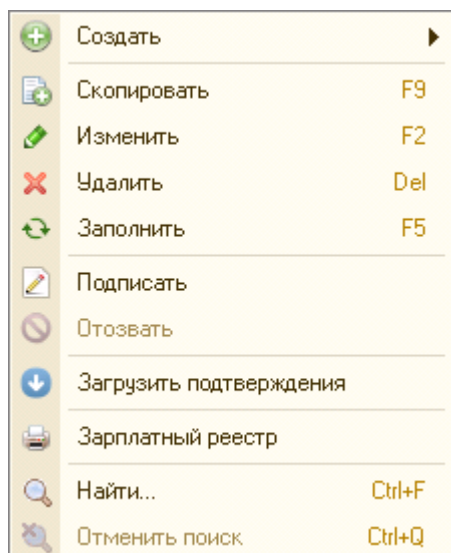 Создать
Скопировать F9
Изменить F2
Удалить Del
Заполнить F5
Подписать
Отозвать
Загрузить подтверждения
Зарплатный реестр
Найти... Ctrl+F
Отменить поиск Ctrl+Q